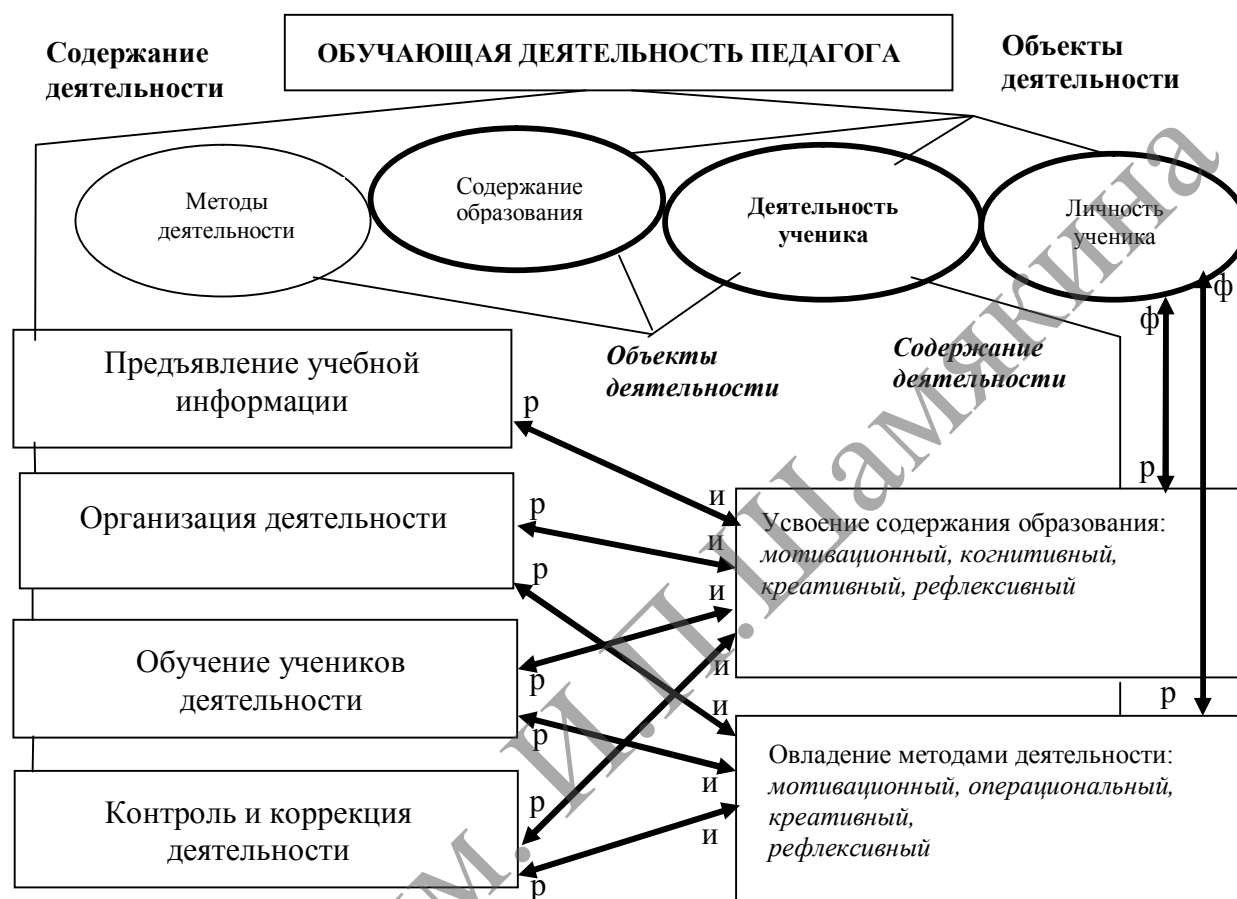 Содержание
деятельности
ОБУЧАЮЩАЯ ДЕЯТЕЛЬНОСТЬ ПЕДАГОГА
Объекты
деятельности
Методы
деятельности
Содержание
образования
Деятельность
ученика
Личность
ученика
ф
ф
Объекты
деятельности
Содержание
деятельности
Предъявление учебной
информации
р
Организация деятельности
р
р
Обучение учеников
деятельности
р
р
Контроль и коррекция
деятельности
р
р
и
и
и
и
и
и
и
р
Усвоение содержания образования:
мотивационный, когнитивный,
креативный, рефлексивный
р
Овладение методами деятельности:
мотивационный, операциональный,
креативный,
рефлексивный
им. И.П.Шамякина